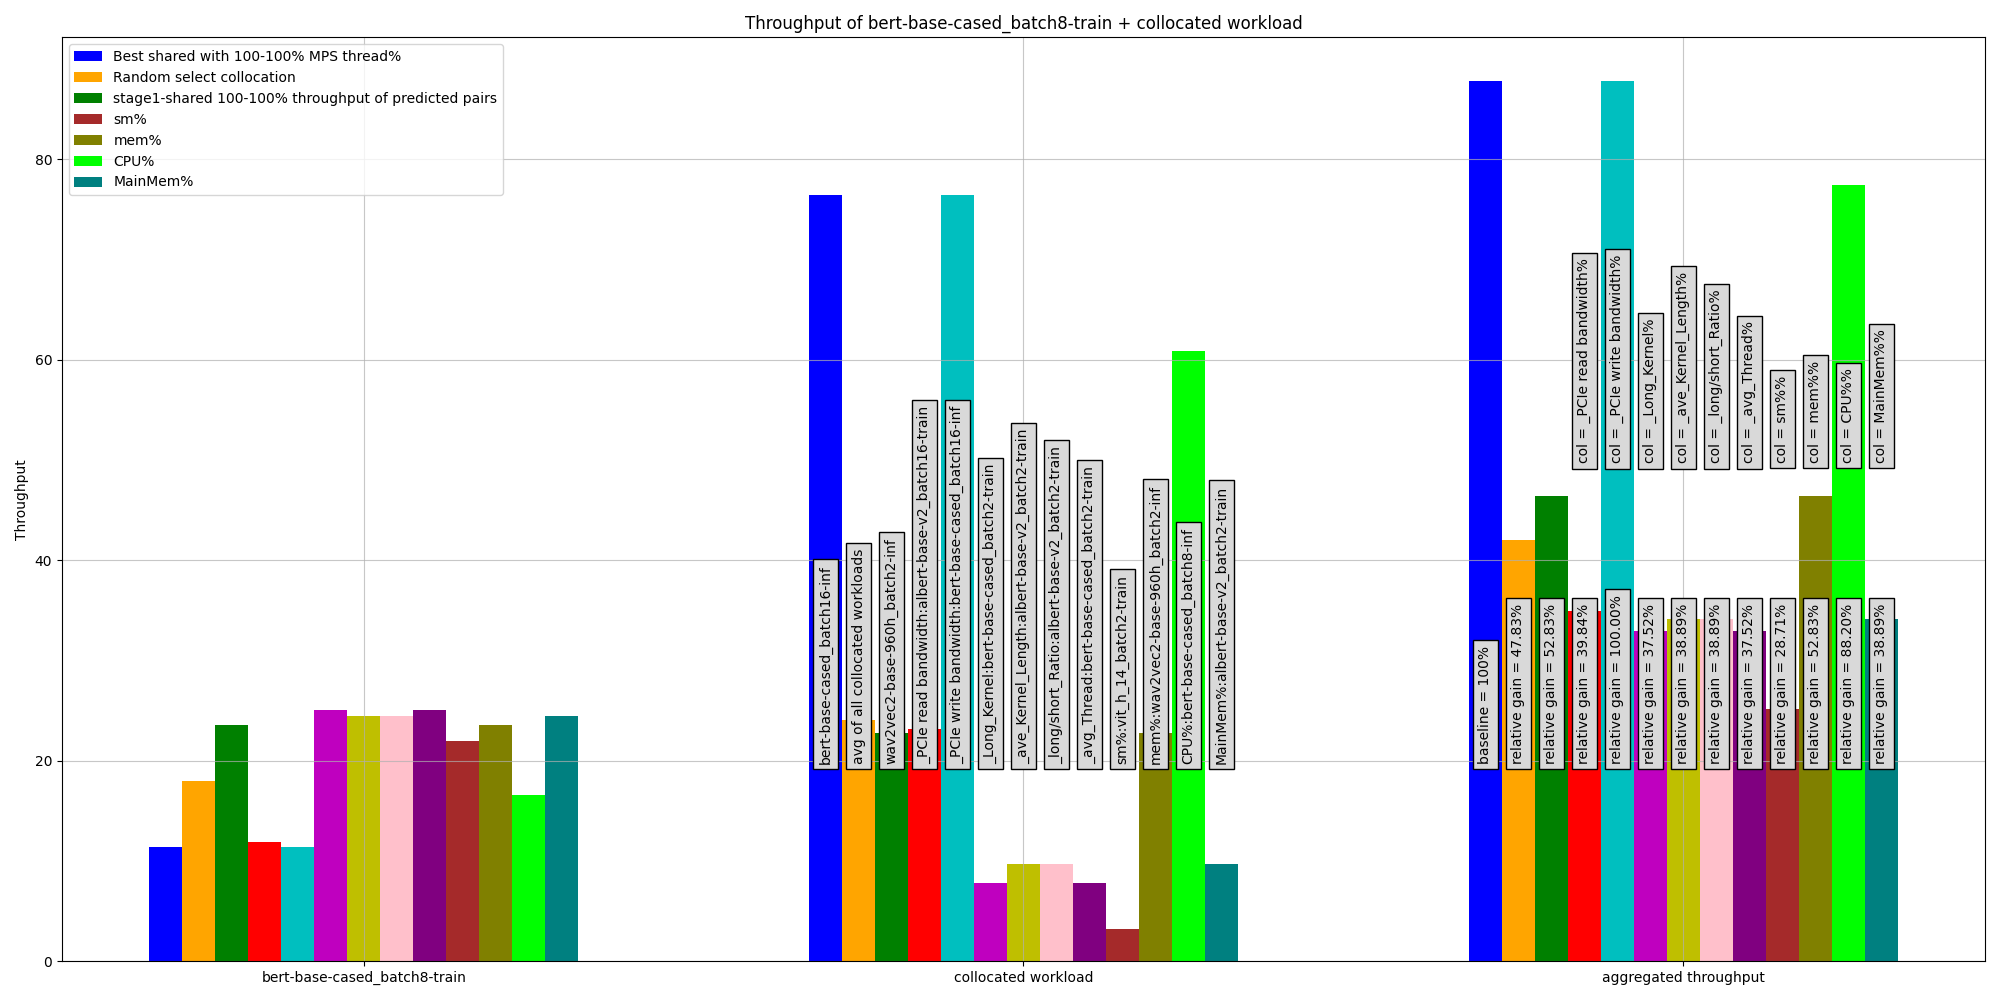 Throughput of bert-base-cased_batch8-train + collocated workload
Best shared with 100-100% MPS thread%
Random select collocation
stage1-shared 100-100% throughput of predicted pairs
sm%
mem%
CPU%
MainMem%
Throughput
80
60
40
20
0
bert-base-cased_batch16-inf
avg of all collocated workloads
wav2vec2-base-960h_batch2-inf
_PCIe read bandwidth:albert-base-v2_batch16-train
_PCIe write bandwidth:bert-base-cased_batch16-inf
_Long_Kernel:bert-base-cased_batch2-train
_ave_Kernel_Length:albert-base-v2_batch2-train
_long/short_Ratio:albert-base-v2_batch2-train
_avg_Thread:bert-base-cased_batch2-train
sm%:vit_h_14_batch2-train
mem%:wav2vec2-base-960h_batch2-inf
CPU%:bert-base-cased_batch8-inf
MainMem%:albert-base-v2_batch2-train
col = _PCIe read bandwidth%
col = _PCIe write bandwidth%
col = _Long_Kernel%
col = _ave_Kernel_Length%
col = _long/short_Ratio%
col = _avg_Thread%
col = sm%%
col = mem%%
col = CPU%%
col = MainMem%%
baseline = 100%
relative gain = 47.83%
relative gain = 52.83%
relative gain = 39.84%
relative gain = 100.00%
relative gain = 37.52%
relative gain = 38.89%
relative gain = 38.89%
relative gain = 37.52%
relative gain = 28.71%
relative gain = 52.83%
relative gain = 88.20%
relative gain = 38.89%
bert-base-cased_batch8-train
collocated workload
aggregated throughput